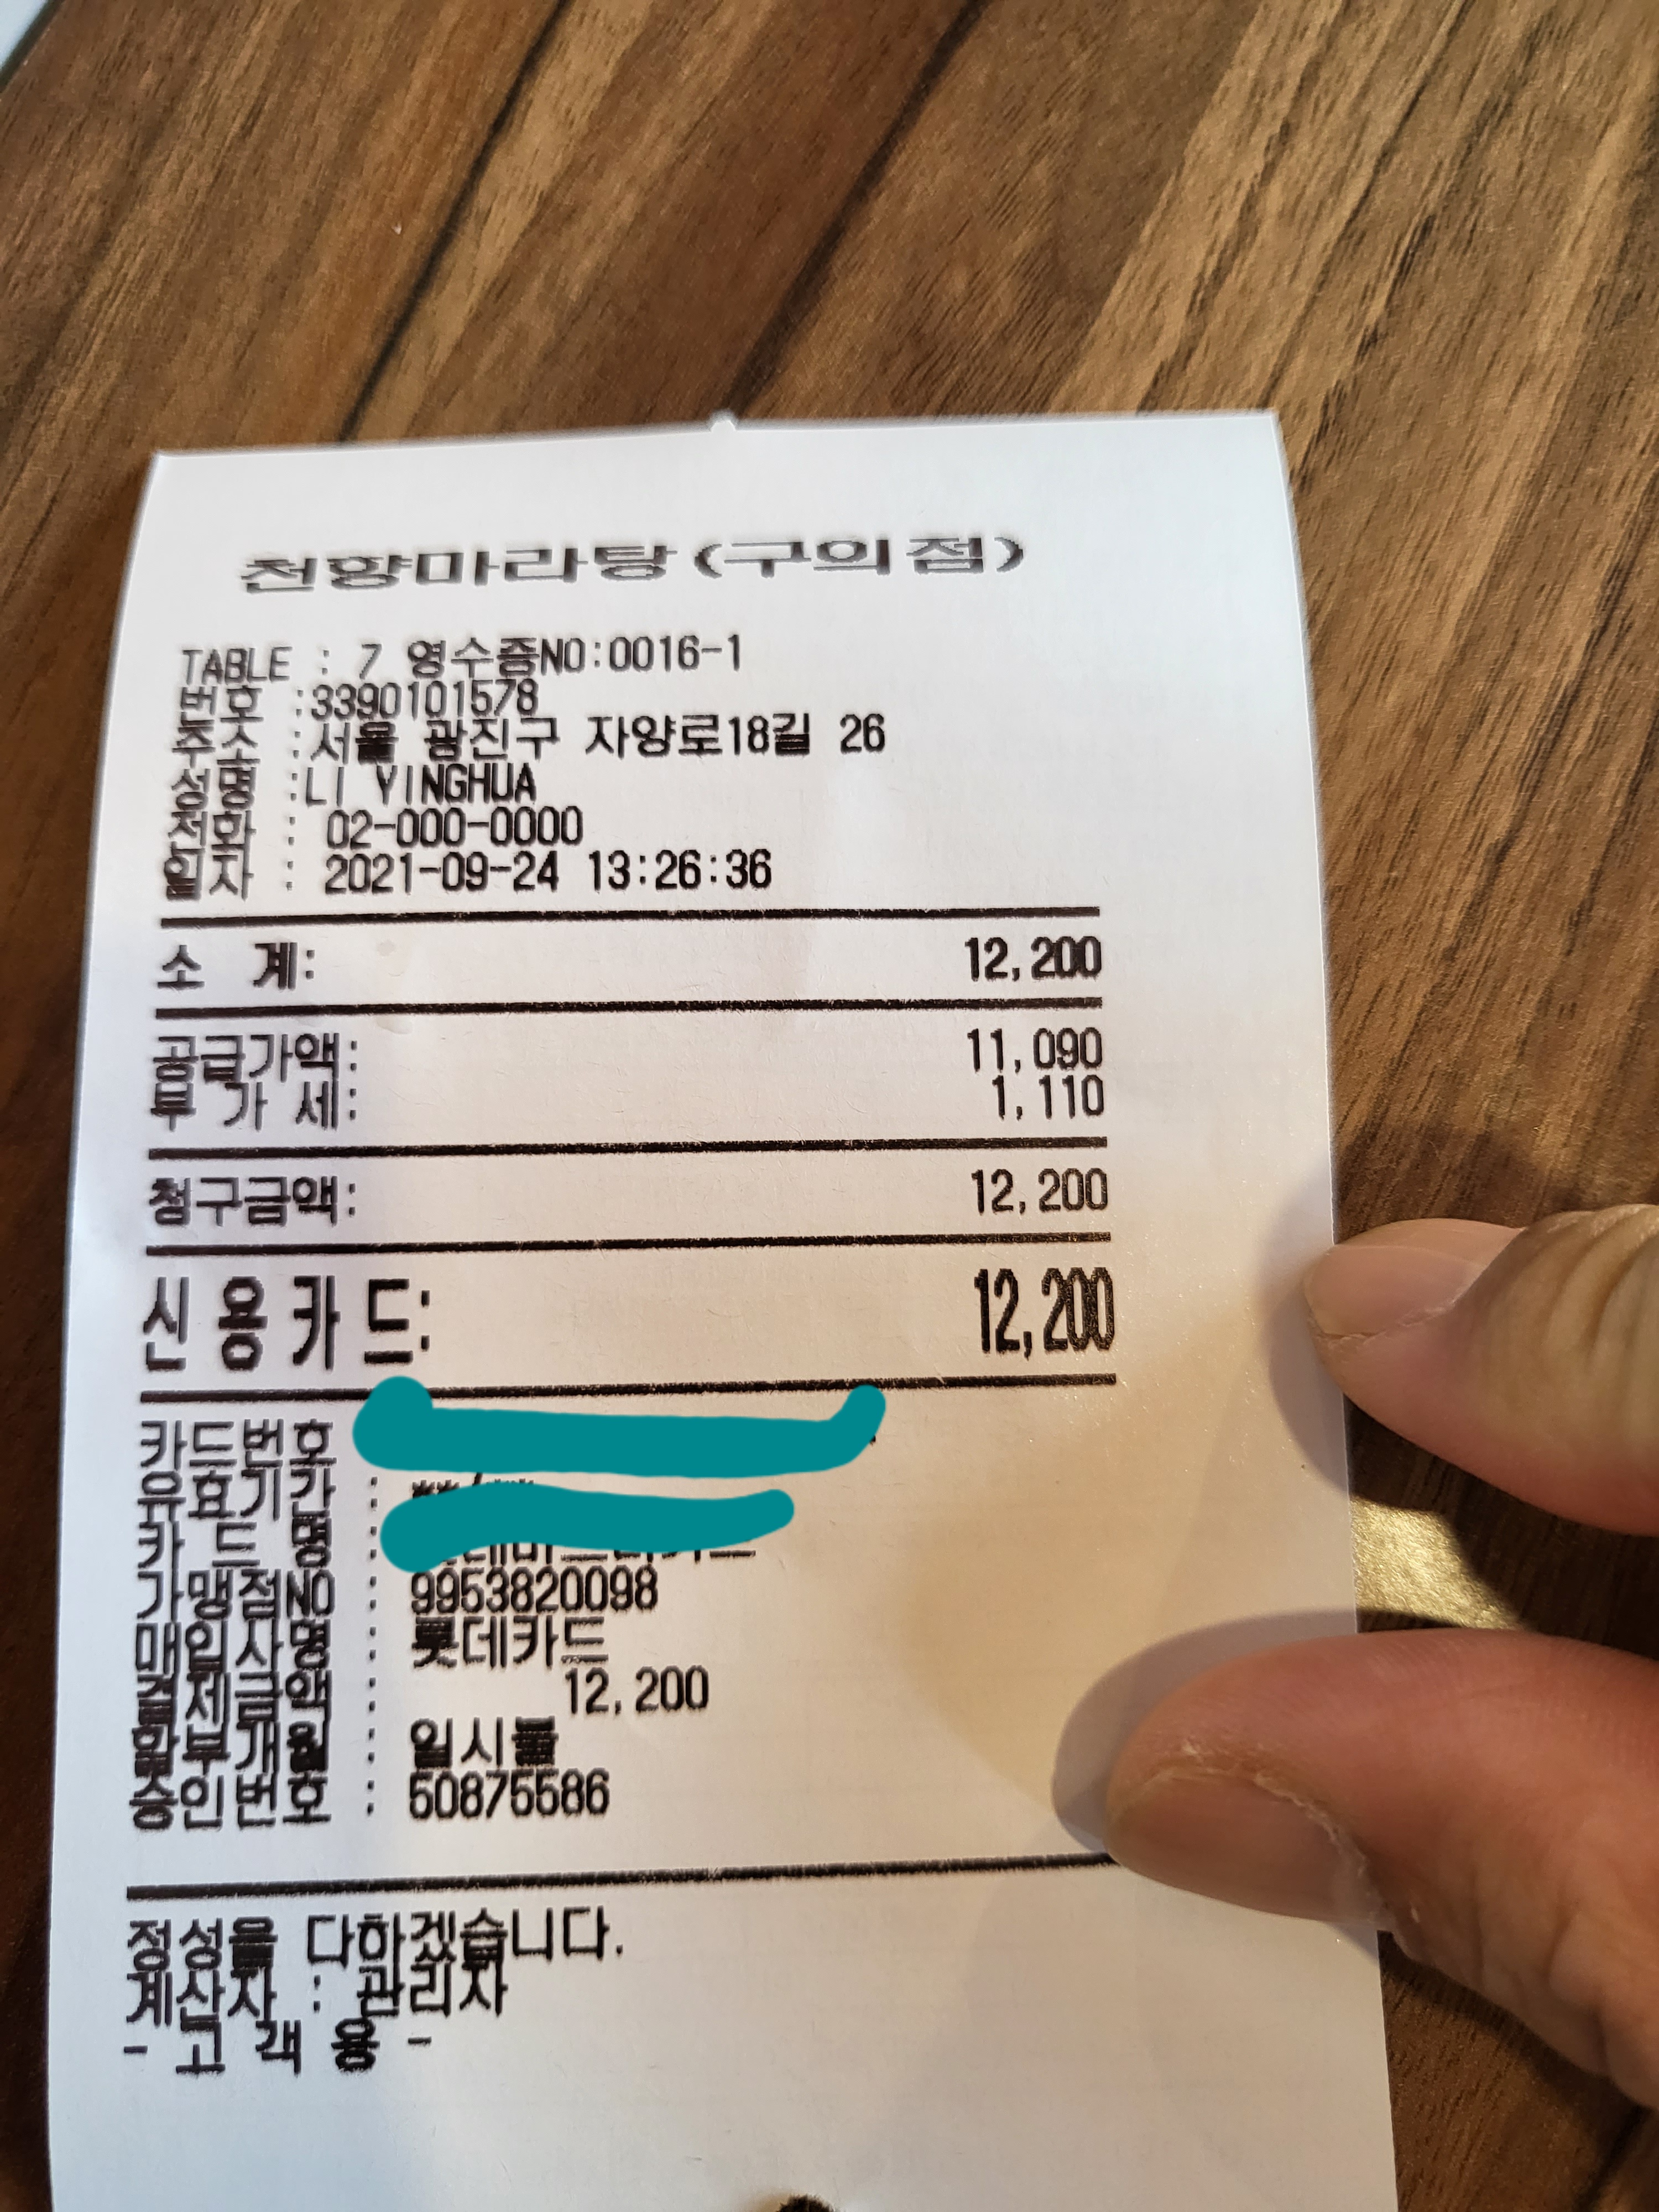 천향마라탕(구의점)
TABLE : 7 영수증NO:0016-1
번호 :3390101578
주소 :서울 광진구 자양로18길 26
성명 :LI YINGHUA
전화 : 02-000-0000
일자 : 2021-09-24 13:26:36
소 계: 12,200
공급가액: 11,090
부 가 세: 1,110
청구금액: 12,200
신용카드: 12,200
카드번호
유효기간 : **/**
카 드 명 :
가맹점NO : 9953820098
매입사명 : 롯데카드
결제금액 : 12,200
할부개월 : 일시불
승인번호 : 50875586
정성을 다하겠습니다.
계산자 : 관리자
- 고 객 용 -